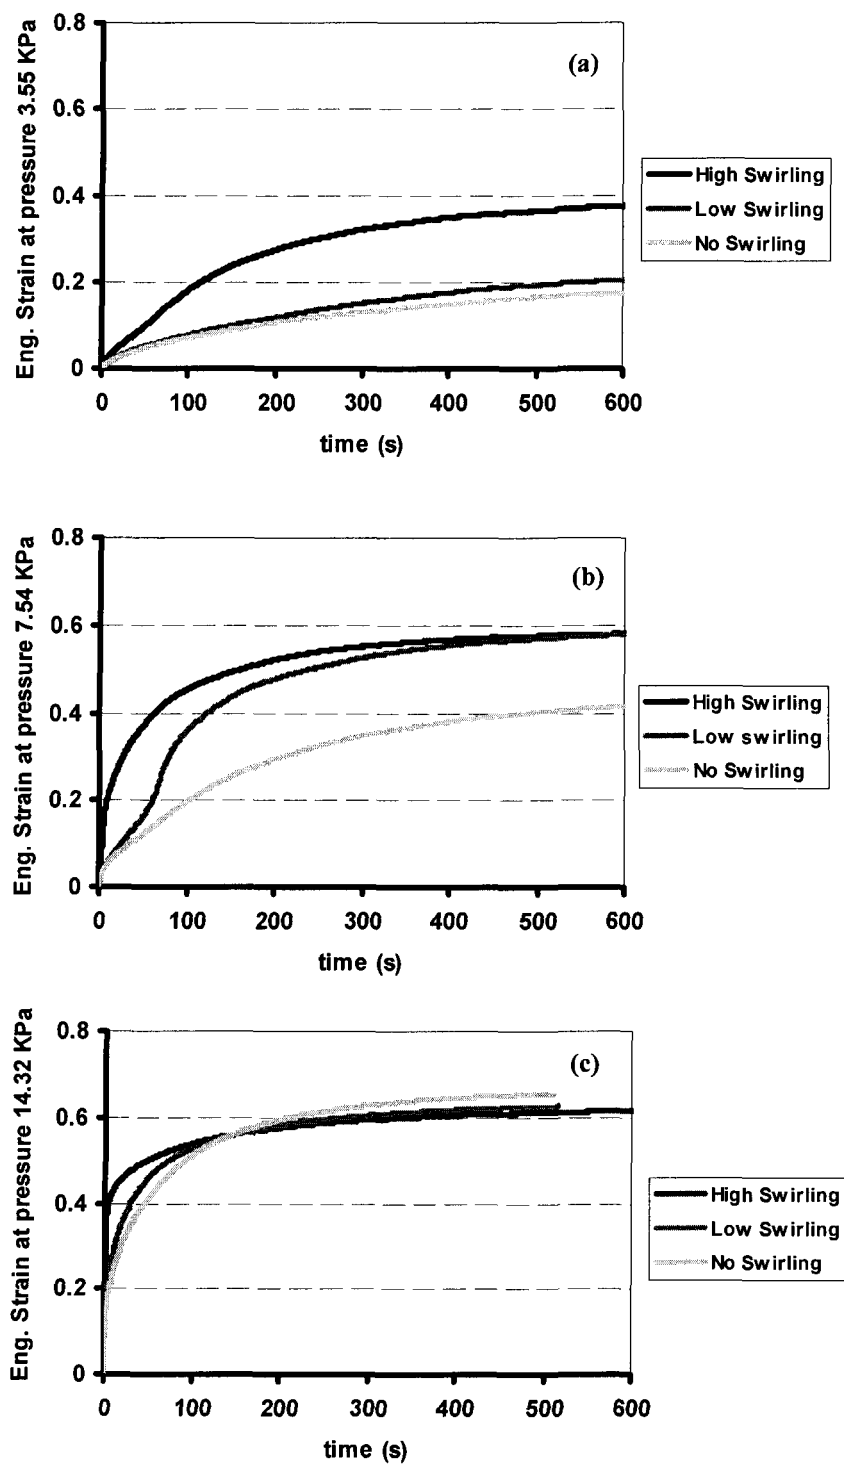 Eng. Strain at pressure 3.55 KPa
0.8
0.6
0.4
0.2
0
(a)
High Swirling
Low Swirling
No Swirling
0 100 200 300 400 500 600
time (s)
Eng. Strain at pressure 7.54 KPa
0.8
0.6
0.4
0.2
0
(b)
High Swirling
Low swirling
No Swirling
0 100 200 300 400 500 600
time (s)
Eng. Strain at pressure 14.32 KPa
0.8
0.6
0.4
0.2
0
(c)
High Swirling
Low Swirling
No Swirling
0 100 200 300 400 500 600
time (s)